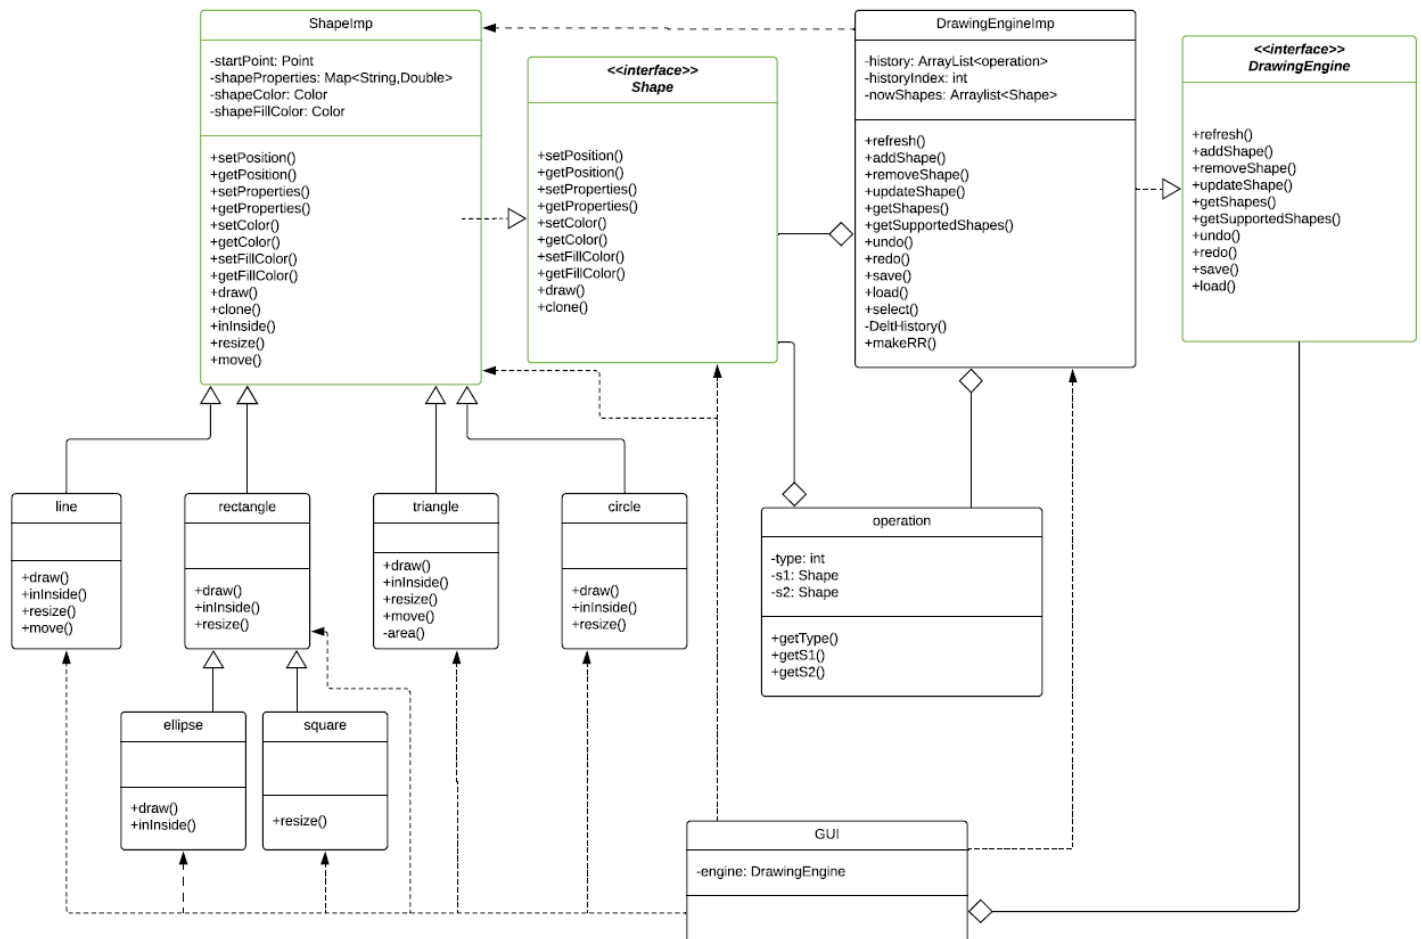 ShapeImp
-startPoint: Point
-shapeProperties: Map<String,Double>
-shapeColor: Color
-shapeFillColor: Color
+setPosition()
+getPosition()
+setProperties()
+getProperties()
+setColor()
+getColor()
+setFillColor()
+getFillColor()
+draw()
+clone()
+inInside()
+resize()
+move()
<<interface>>
Shape
+setPosition()
+getPosition()
+setProperties()
+getProperties()
+setColor()
+getColor()
+setFillColor()
+getFillColor()
+draw()
+clone()
DrawingEngineImp
-history: ArrayList<operation>
-historyIndex: int
-nowShapes: Arraylist<Shape>
+refresh()
+addShape()
+removeShape()
+updateShape()
+getShapes()
+getSupportedShapes()
+undo()
+redo()
+save()
+load()
+select()
-DeltHistory()
+makeRR()
<<interface>>
DrawingEngine
+refresh()
+addShape()
+removeShape()
+updateShape()
+getShapes()
+getSupportedShapes()
+undo()
+redo()
+save()
+load()
line
+draw()
+inInside()
+resize()
+move()
rectangle
+draw()
+inInside()
+resize()
triangle
+draw()
+inInside()
+resize()
+move()
-area()
circle
+draw()
+inInside()
+resize()
operation
-type: int
-s1: Shape
-s2: Shape
+getType()
+getS1()
+getS2()
ellipse
+draw()
+inInside()
square
+resize()
GUI
-engine: DrawingEngine